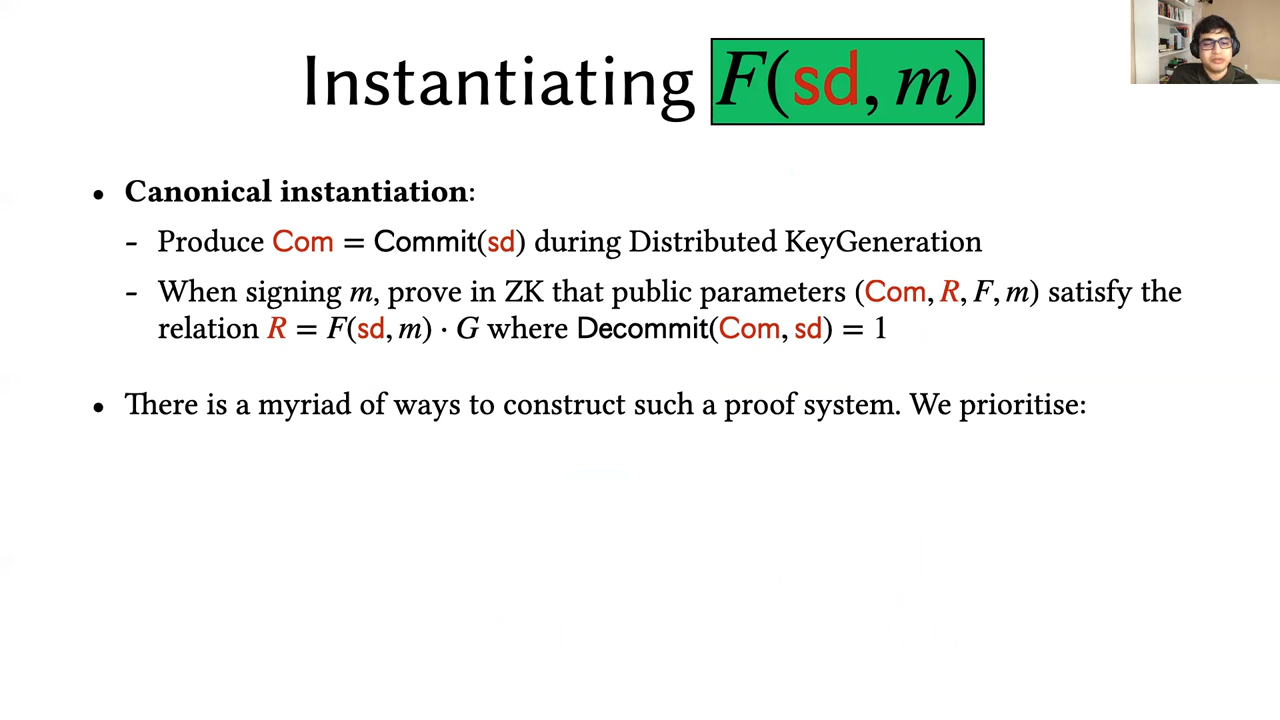 Instantiating F(sd, m)
• Canonical instantiation:
- Produce Com = Commit(sd) during Distributed KeyGeneration
- When signing m, prove in ZK that public parameters (Com, R, F, m) satisfy the
relation R = F(sd, m) · G where Decommit(Com, sd) = 1
• There is a myriad of ways to construct such a proof system. We prioritise: